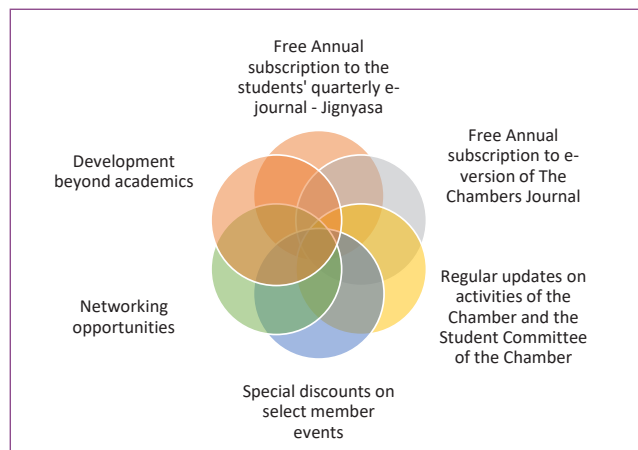 Free Annual
subscription to the
students' quarterly e-
journal - Jignyasa
Free Annual
subscription to e-
version of The
Chambers Journal
Regular updates on
activities of the
Chamber and the
Student Committee
of the Chamber
Special discounts on
select member
events
Networking
opportunities
Development
beyond academics